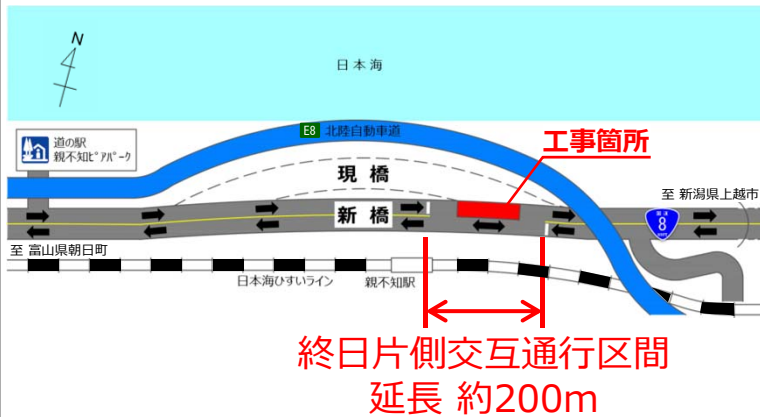 N
日本海
E8 北陸自動車道
道の駅
親不知ピアパーク
工事箇所
現橋
至 新潟県上越市
新橋
8
至 富山県朝日町
日本海ひすいライン
親不知駅
終日片側交互通行区間
延長 約200m